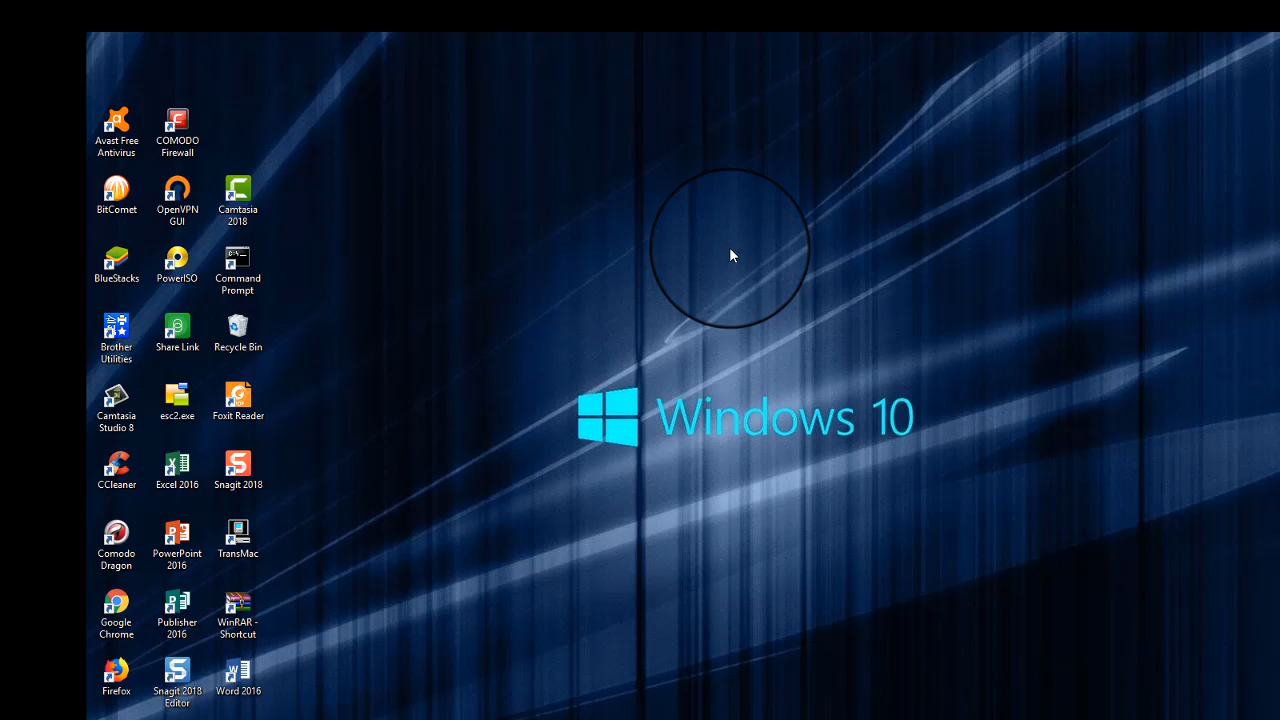 Avast Free
Antivirus
COMODO
Firewall
BitComet
OpenVPN
GUI
Camtasia
2018
BlueStacks
PowerISO
Command
Prompt
Brother
Utilities
Share Link
Recycle Bin
Camtasia
Studio 8
esc2.exe
Foxit Reader
CCleaner
Excel 2016
Snagit 2018
Comodo
Dragon
PowerPoint
2016
TransMac
Google
Chrome
Publisher
2016
WinRAR -
Shortcut
Firefox
Snagit 2018
Editor
Word 2016
Windows 10